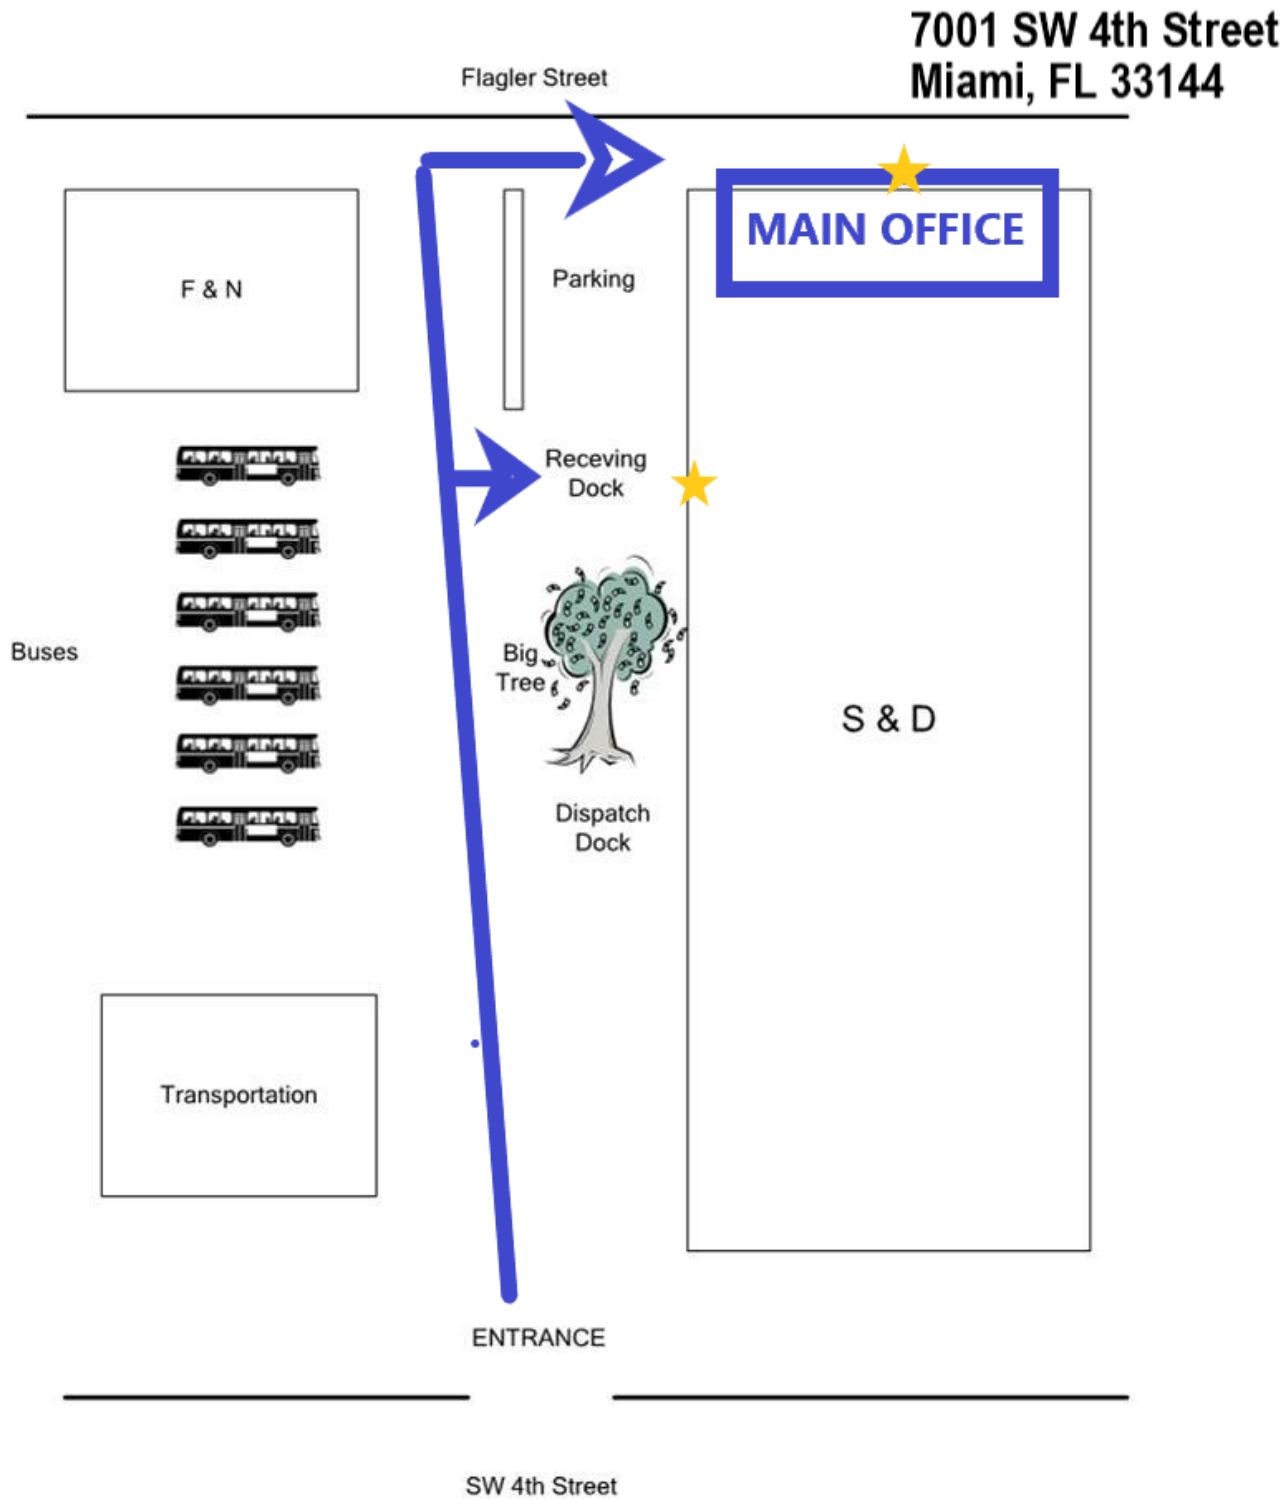 7001 SW 4th Street
Miami, FL 33144
Flagler Street
MAIN OFFICE
F & N
Parking
Receving
Dock
Buses
Big
Tree
S & D
Dispatch
Dock
Transportation
ENTRANCE
SW 4th Street